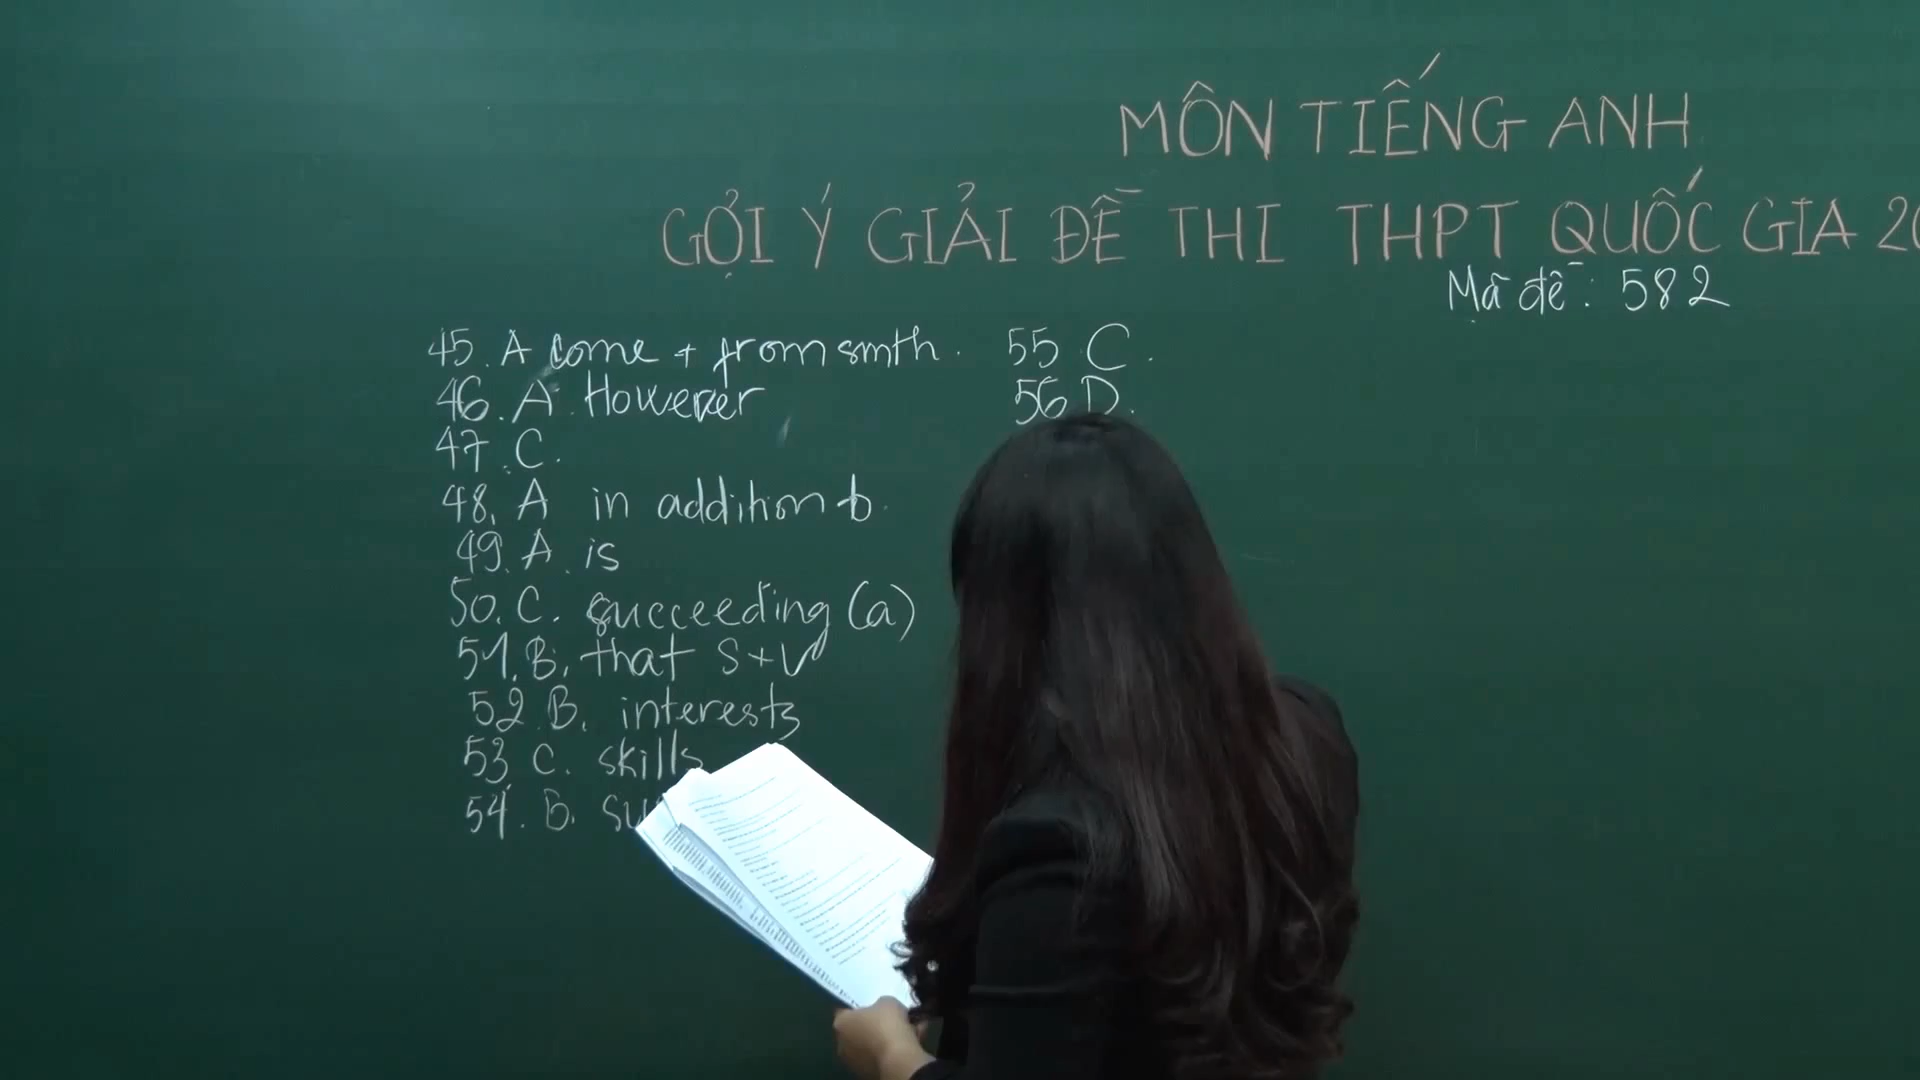 MÔN TIẾNG ANH
GỢI Ý GIẢI ĐỀ THI THPT QUỐC GIA
Mã đề: 582
45. A come + from smth.
46. A. However
47. C.
48. A in addition to.
49. A. is
50. C. succeeding (a)
51. B. that S+V
52. B. interests
53 C. skills
54. B.
55 C.
56 D.